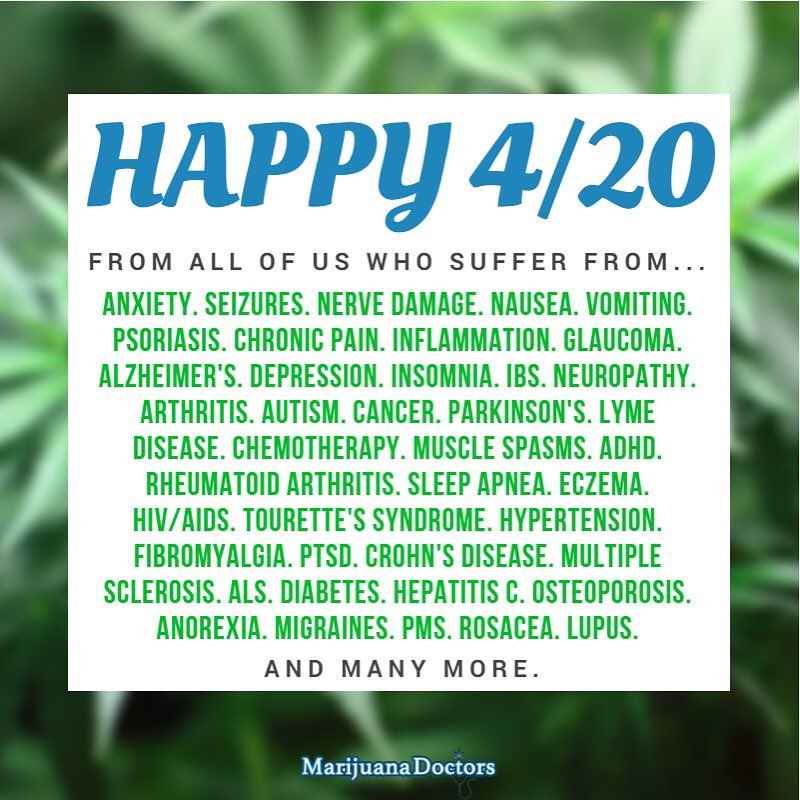 HAPPY 4/20
FROM ALL OF US WHO SUFFER FROM...
ANXIETY. SEIZURES. NERVE DAMAGE. NAUSEA. VOMITING.
PSORIASIS. CHRONIC PAIN. INFLAMMATION. GLAUCOMA.
ALZHEIMER'S. DEPRESSION. INSOMNIA. IBS. NEUROPATHY.
ARTHRITIS. AUTISM. CANCER. PARKINSON'S. LYME
DISEASE. CHEMOTHERAPY. MUSCLE SPASMS. ADHD.
RHEUMATOID ARTHRITIS. SLEEP APNEA. ECZEMA.
HIV/AIDS. TOURETTE'S SYNDROME. HYPERTENSION.
FIBROMYALGIA. PTSD. CROHN'S DISEASE. MULTIPLE
SCLEROSIS. ALS. DIABETES. HEPATITIS C. OSTEOPOROSIS.
ANOREXIA. MIGRAINES. PMS. ROSACEA. LUPUS.
AND MANY MORE.
MarijuanaDoctors